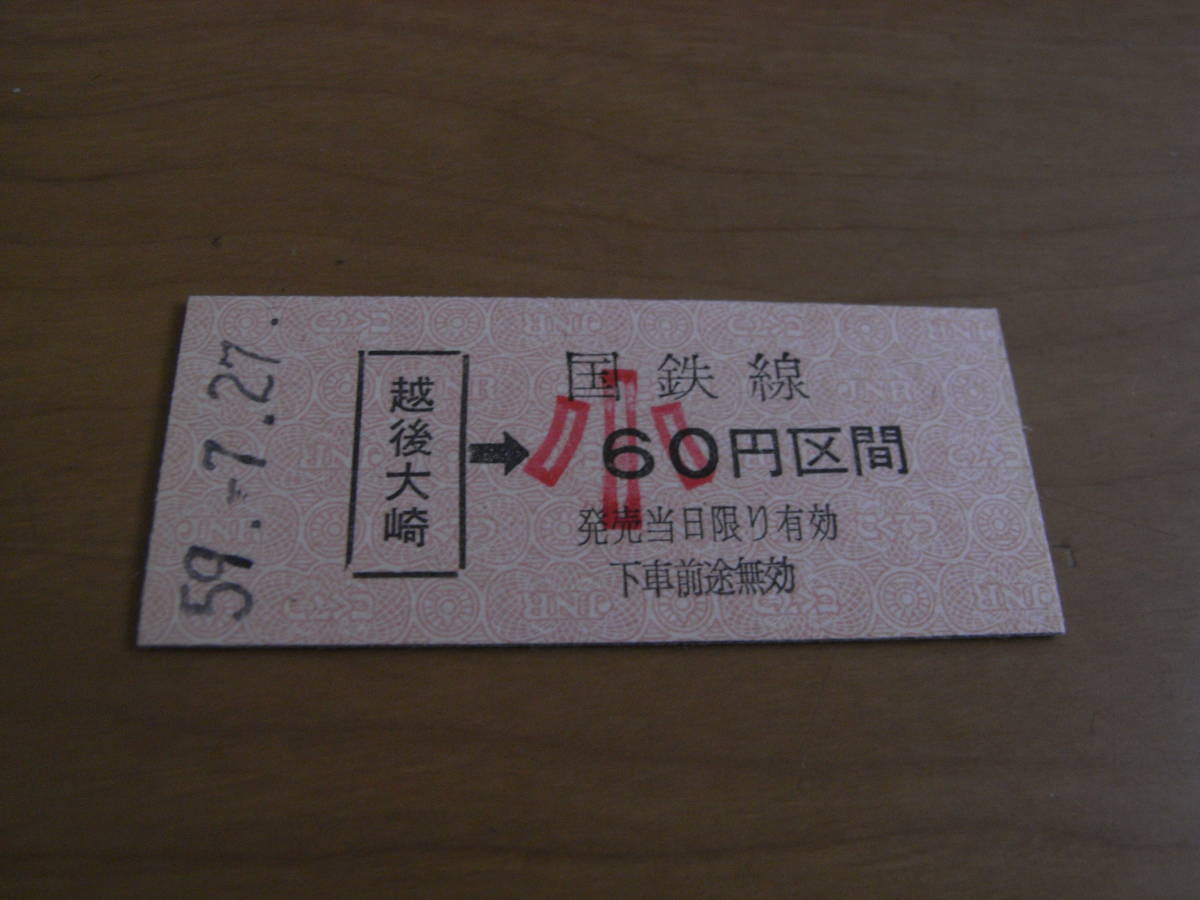 59.-7.27.
越後大崎
➡
国鉄線
小
60円区間
発売当日限り有効
下車前途無効
JNR